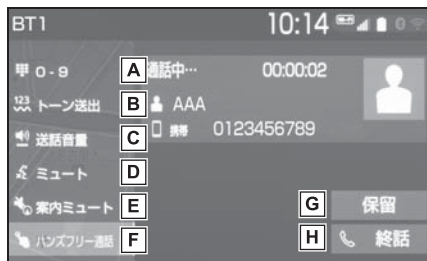 BT1 10:14
0-9 A 通話中… 00:00:02
123 トーン送出 B AAA
送話音量 C 携帯 0123456789
ミュート D
案内ミュート E G 保留
ハンズフリー通話 F H 終話